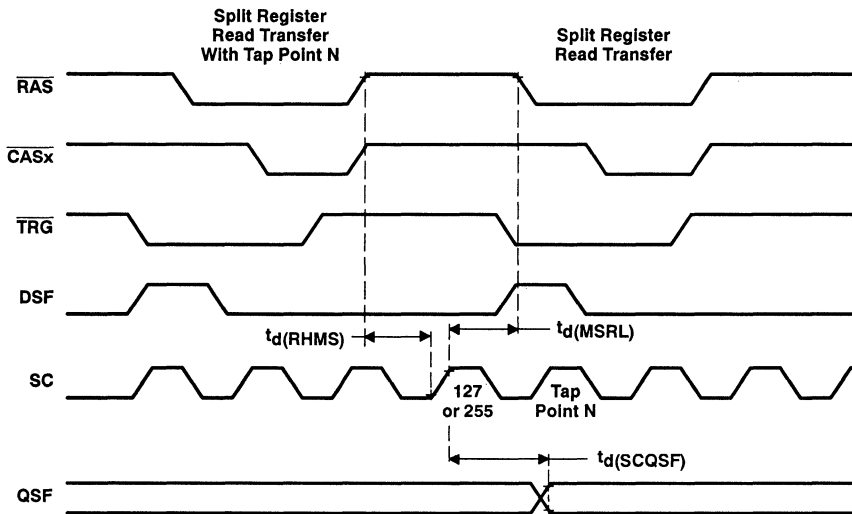 Split Register
Read Transfer
With Tap Point N
Split Register
Read Transfer
RAS
CASx
TRG
DSF
td(RHMS)
td(MSRL)
SC
127
or 255
Tap
Point N
td(SCQSF)
QSF